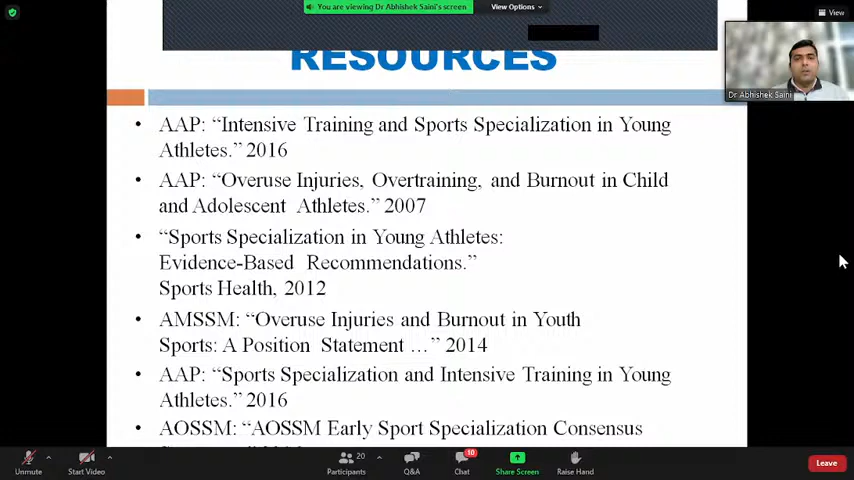 You are viewing Dr Abhishek Saini's screen
View Options
View
RESOURCES
Dr Abhishek Saini
• AAP: “Intensive Training and Sports Specialization in Young
Athletes.” 2016
• AAP: “Overuse Injuries, Overtraining, and Burnout in Child
and Adolescent Athletes.” 2007
• “Sports Specialization in Young Athletes:
Evidence-Based Recommendations.”
Sports Health, 2012
• AMSSM: “Overuse Injuries and Burnout in Youth
Sports: A Position Statement …” 2014
• AAP: “Sports Specialization and Intensive Training in Young
Athletes.” 2016
• AOSSM: “AOSSM Early Sport Specialization Consensus
Unmute
Start Video
Participants
20
Q&A
Chat
10
Share Screen
Raise Hand
Leave